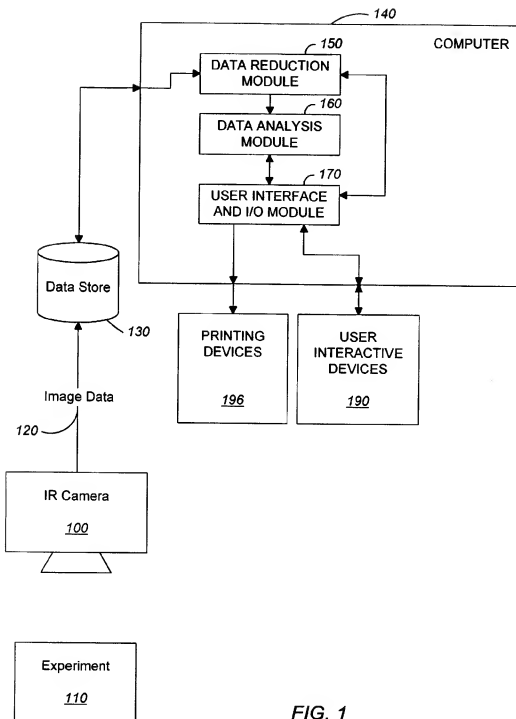 140
COMPUTER
150
DATA REDUCTION
MODULE
160
DATA ANALYSIS
MODULE
170
USER INTERFACE
AND I/O MODULE
Data Store
130
PRINTING
DEVICES
196
USER
INTERACTIVE
DEVICES
190
Image Data
120
IR Camera
100
Experiment
110
FIG. 1